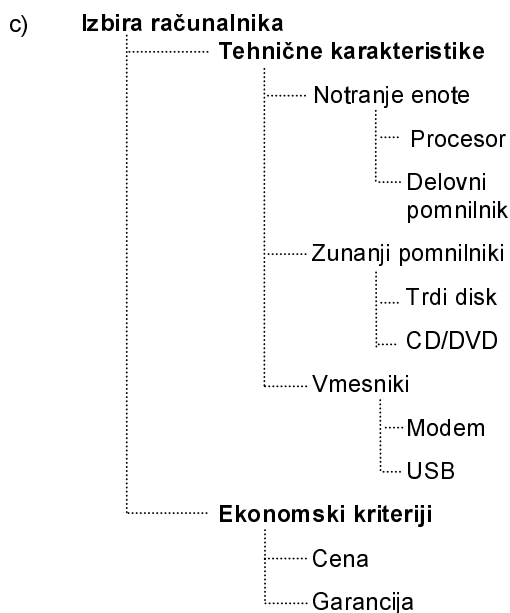 c) Izbira računalnika
Tehnične karakteristike
Notranje enote
Procesor
Delovni
pomnilnik
Zunanji pomnilniki
Trdi disk
CD/DVD
Vmesniki
Modem
USB
Ekonomski kriteriji
Cena
Garancija